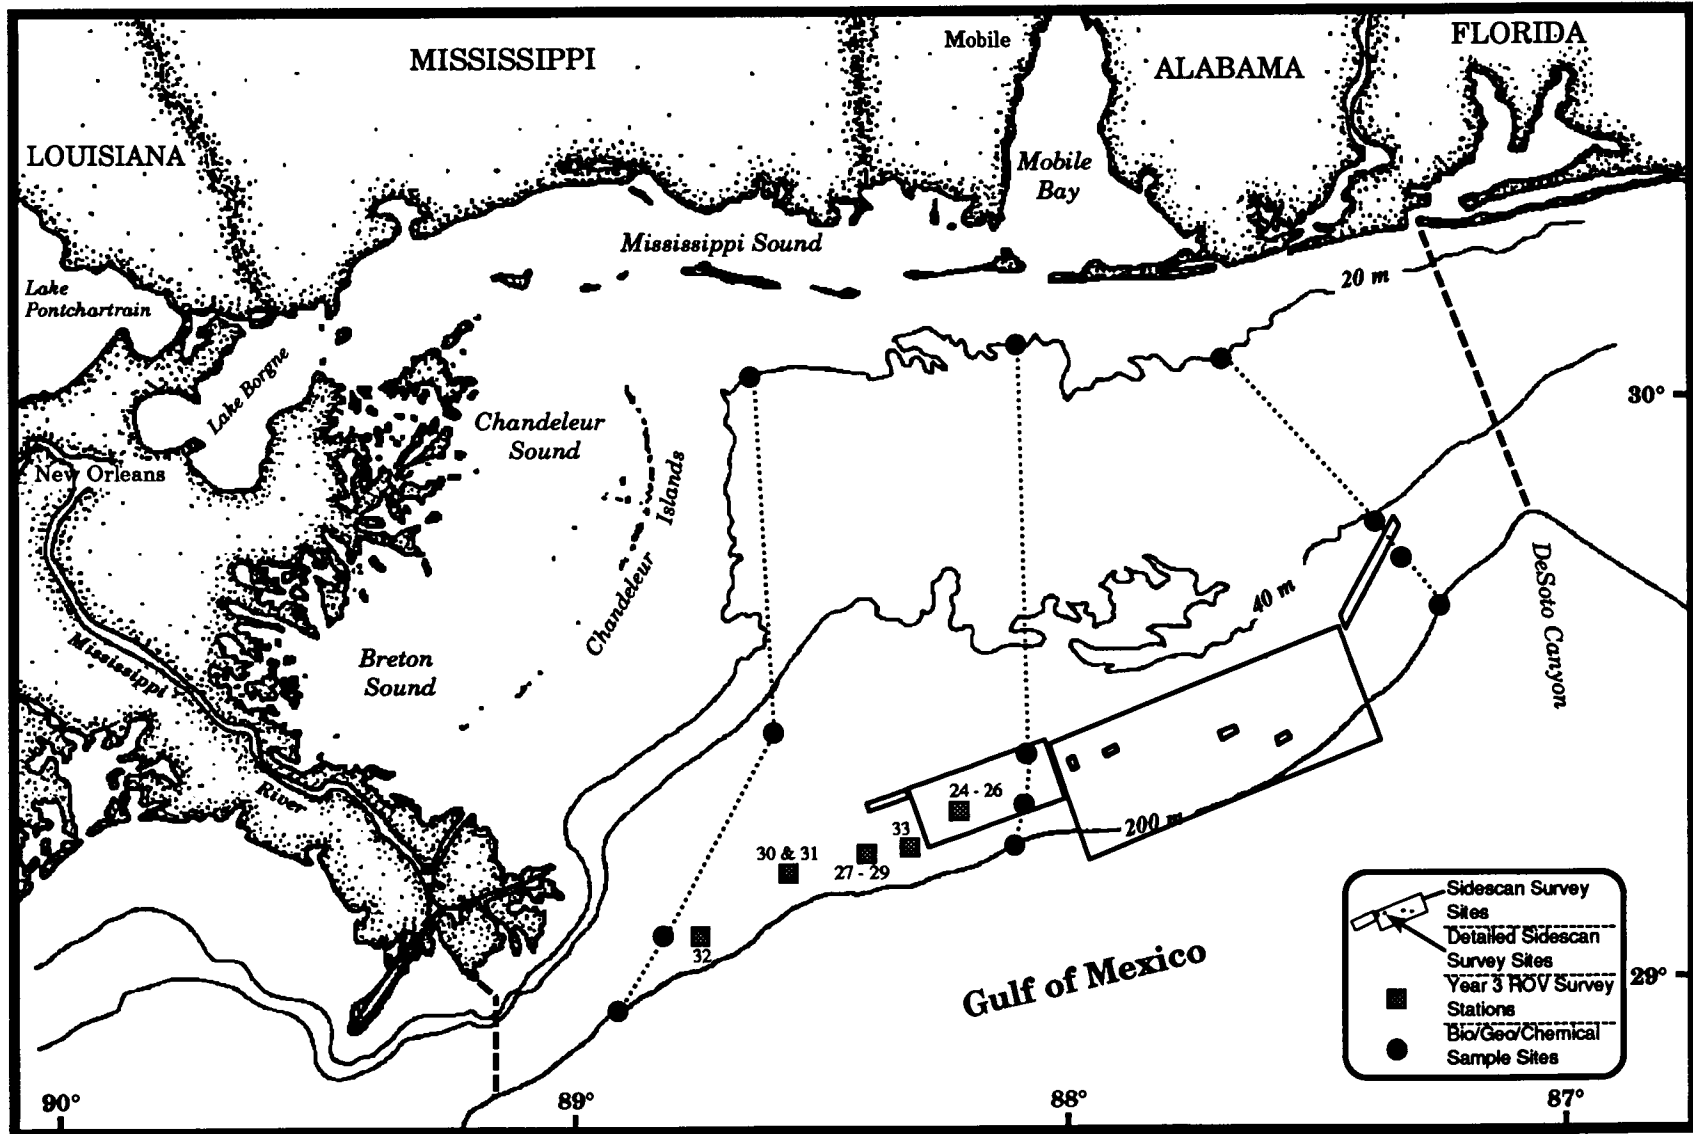 MISSISSIPPI
Mobile
ALABAMA
FLORIDA
LOUISIANA
Mobile
Bay
Mississippi Sound
20 m
Lake
Pontchartrain
Lake Borgne
30°
Chandeleur
Sound
New Orleans
Chandeleur Islands
DeSoto Canyon
40 m
Breton
Sound
Mississippi River
24 - 26
200 m
33
30 & 31
27 - 29
32
Gulf of Mexico
Sidescan Survey
Sites
Detailed Sidescan
Survey Sites
Year 3 ROV Survey
Stations
Bio/Geo/Chemical
Sample Sites
29°
90°
89°
88°
87°